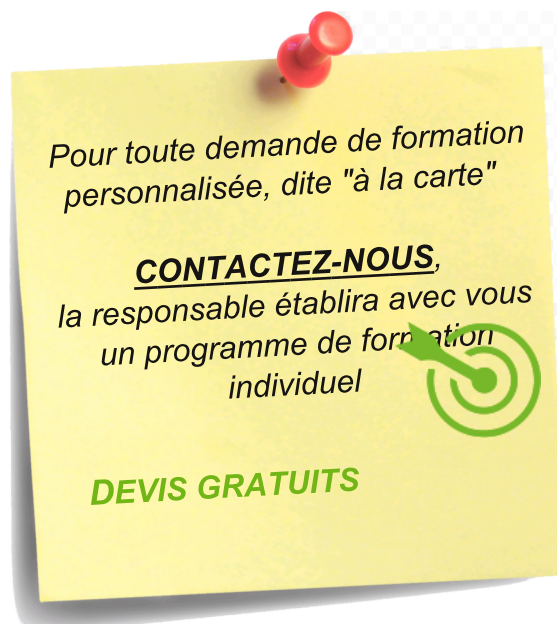 Pour toute demande de formation
personnalisée, dite "à la carte"
CONTACTEZ-NOUS,
la responsable établira avec vous
un programme de formation
individuel
DEVIS GRATUITS